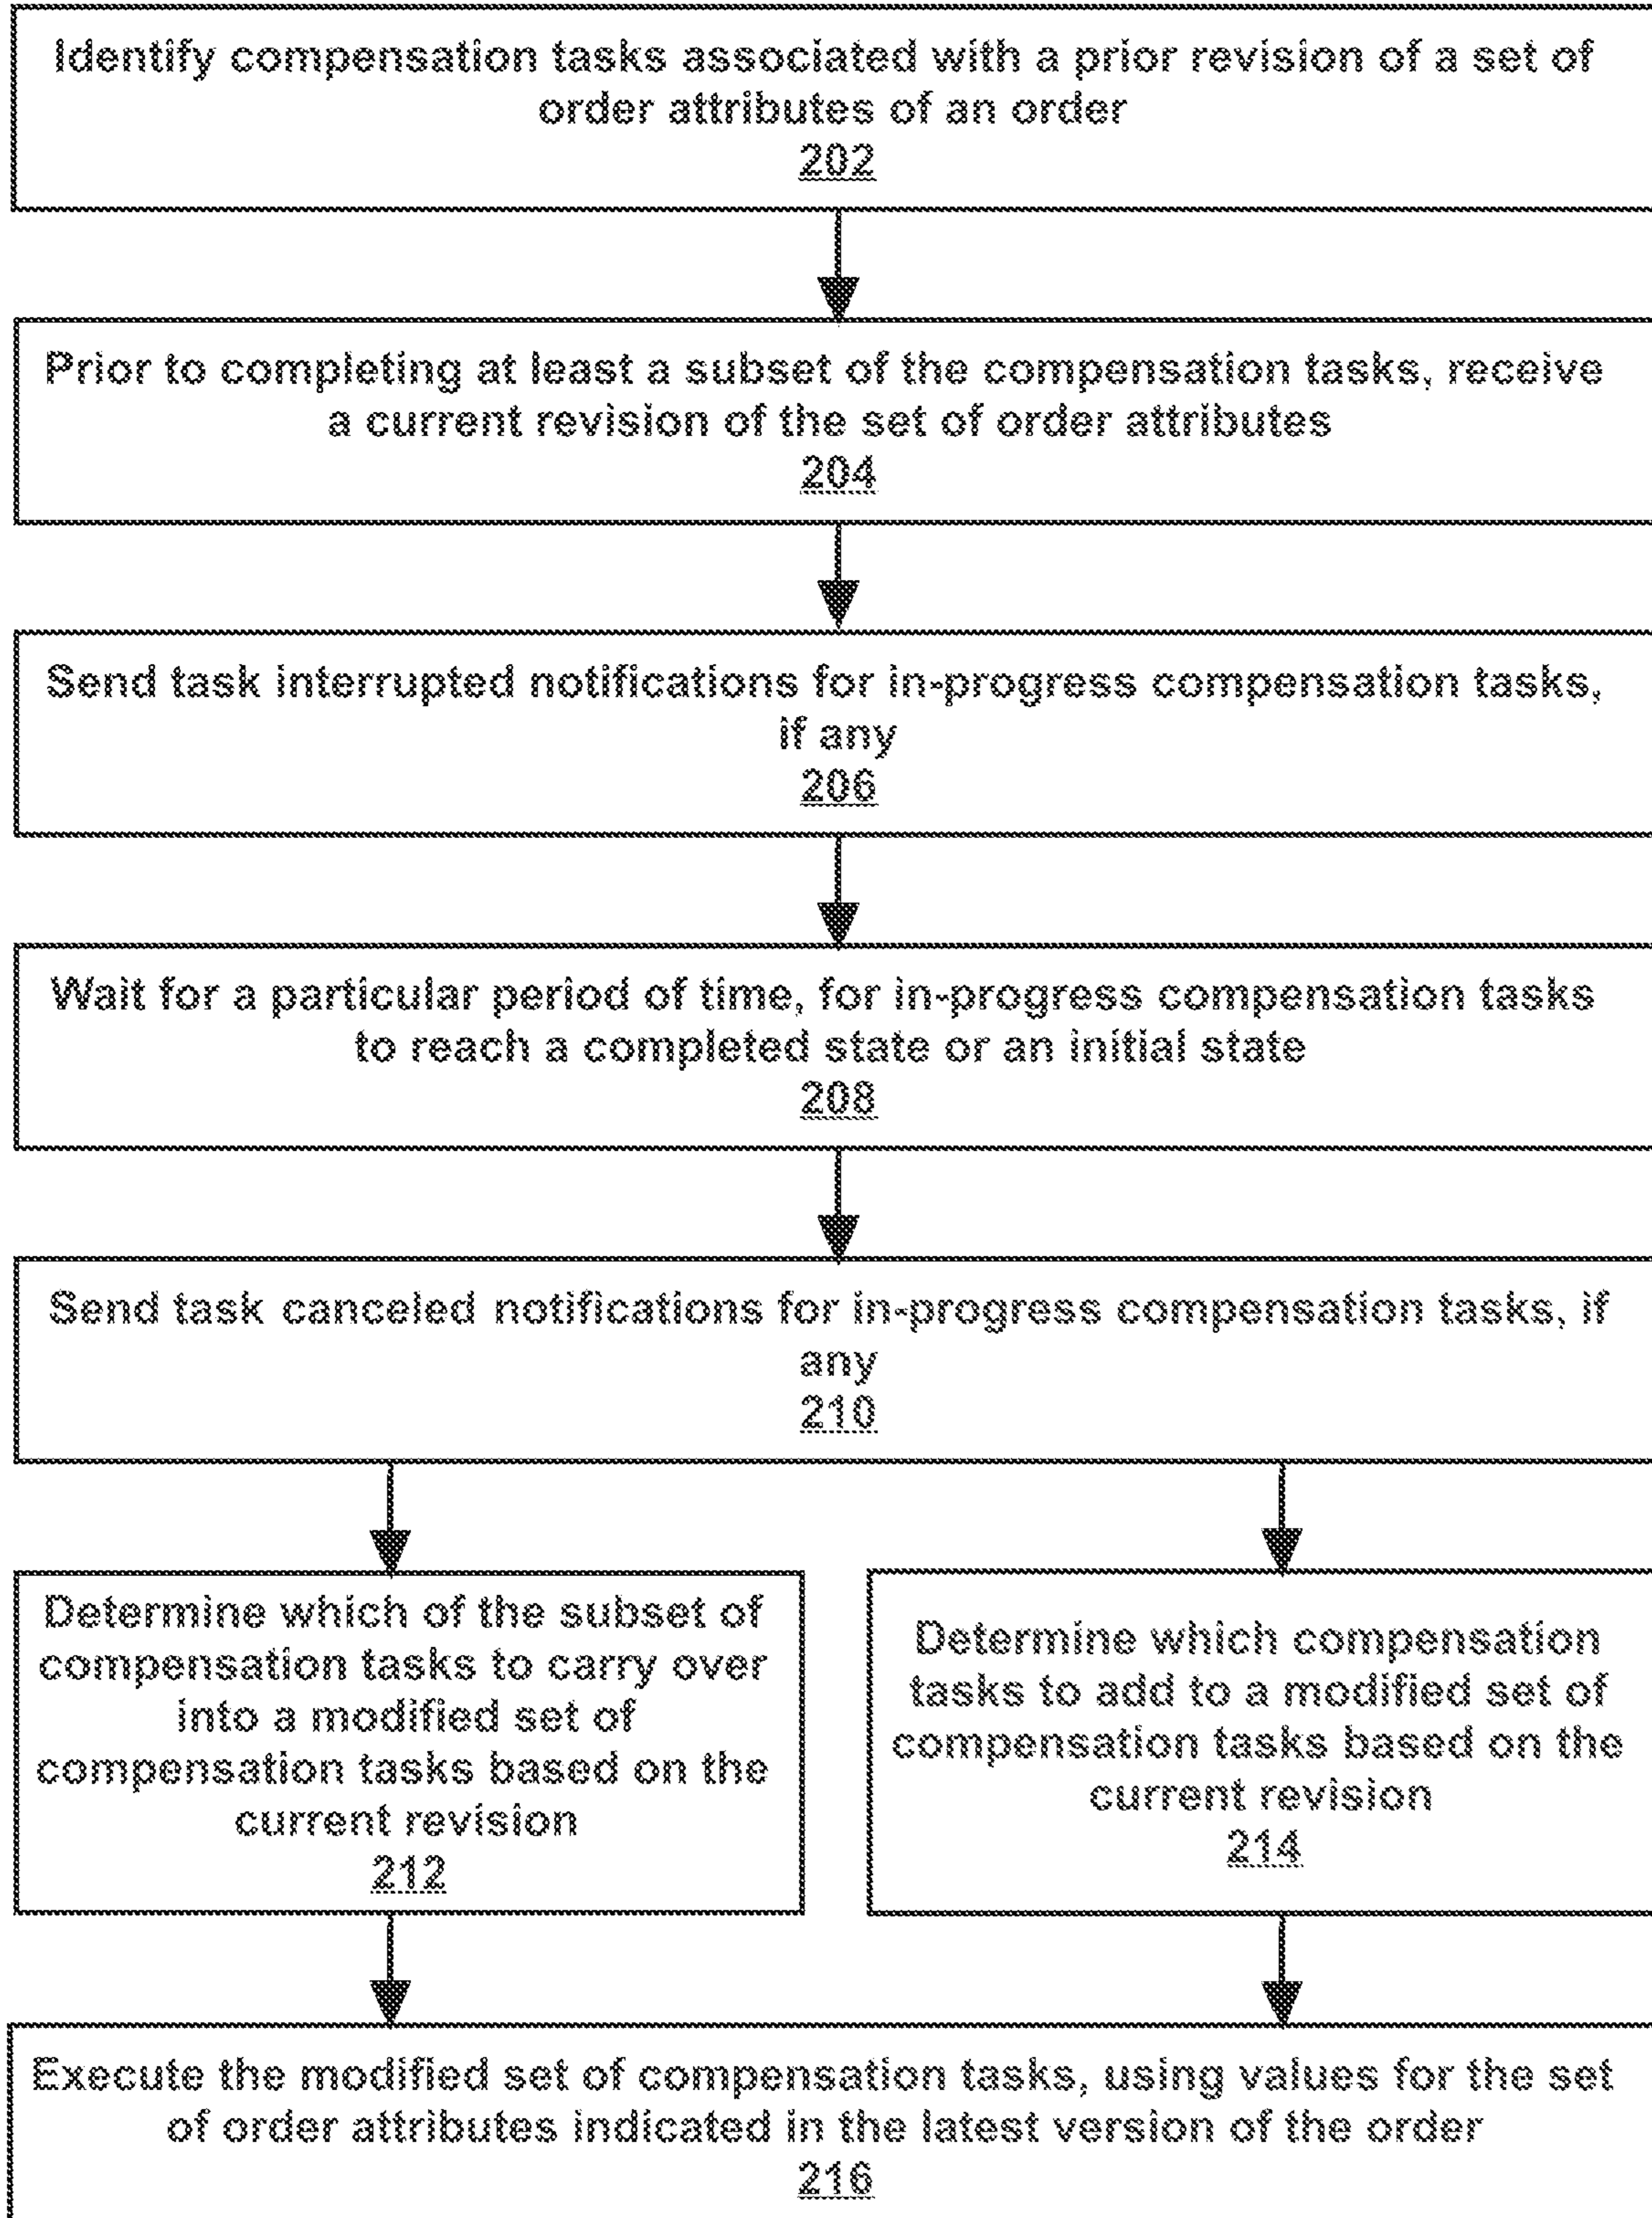 Identify compensation tasks associated with a prior revision of a set of
order attributes of an order
202
Prior to completing at least a subset of the compensation tasks, receive
a current revision of the set of order attributes
204
Send task interrupted notifications for in-progress compensation tasks,
if any
206
Wait for a particular period of time, for in-progress compensation tasks
to reach a completed state or an initial state
208
Send task canceled notifications for in-progress compensation tasks, if
any
210
Determine which of the subset of
compensation tasks to carry over
into a modified set of
compensation tasks based on the
current revision
212
Determine which compensation
tasks to add to a modified set of
compensation tasks based on the
current revision
214
Execute the modified set of compensation tasks, using values for the set
of order attributes indicated in the latest version of the order
216